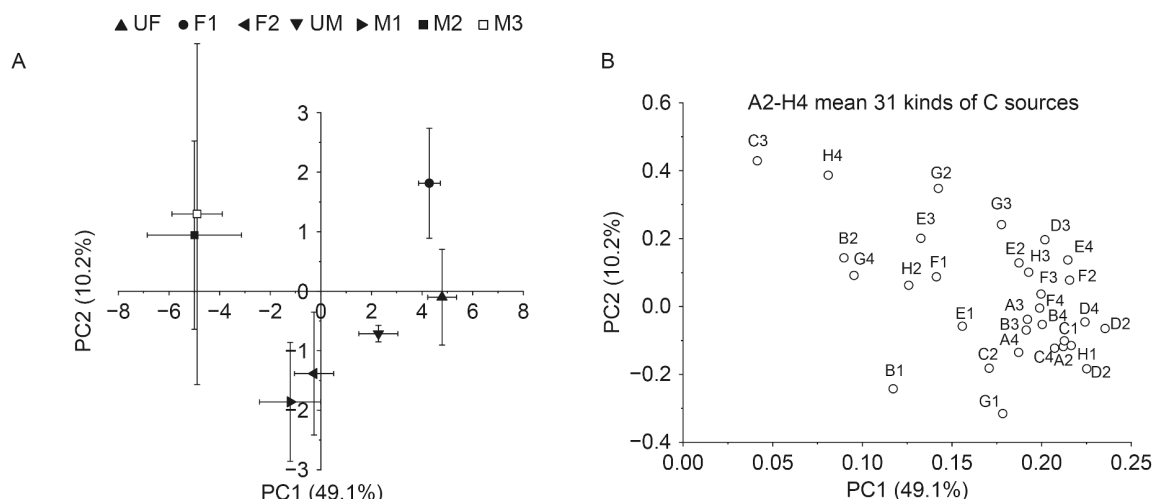 UF F1 F2 UM M1 M2 M3
A
3
2
1
0
−8 −6 −4 −2 0 2 4 6 8
−1
−2
−3
PC2 (10.2%)
PC1 (49.1%)
B
A2-H4 mean 31 kinds of C sources
0.6
0.4
0.2
0.0
−0.2
−0.4
0.00 0.05 0.10 0.15 0.20 0.25
PC2 (10.2%)
PC1 (49.1%)
C3
H4
G2
G3
E3
D3
B2
E2
H3
E4
G4
H2
F1
F3
F2
E1
A3
F4
B3
B4
D4
A4
C1
D2
C2
C4
A2
H1
D2
B1
G1